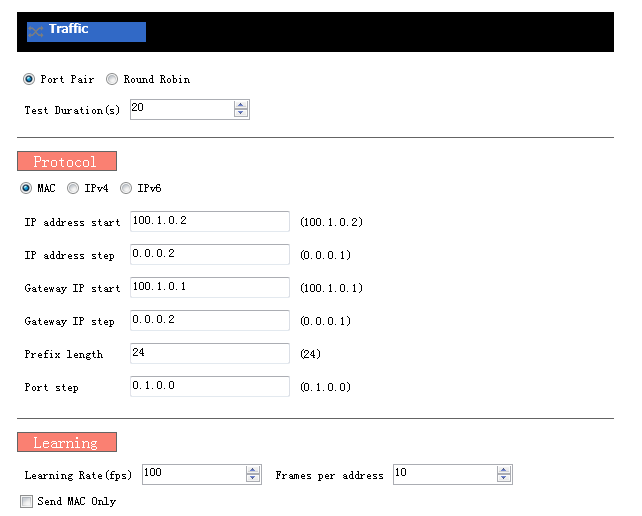 Traffic
Port Pair Round Robin
Test Duration(s) 20
Protocol
MAC IPv4 IPv6
IP address start 100.1.0.2 (100.1.0.2)
IP address step 0.0.0.2 (0.0.0.1)
Gateway IP start 100.1.0.1 (100.1.0.1)
Gateway IP step 0.0.0.2 (0.0.0.1)
Prefix length 24 (24)
Port step 0.1.0.0 (0.1.0.0)
Learning
Learning Rate(fps) 100 Frames per address 10
Send MAC Only